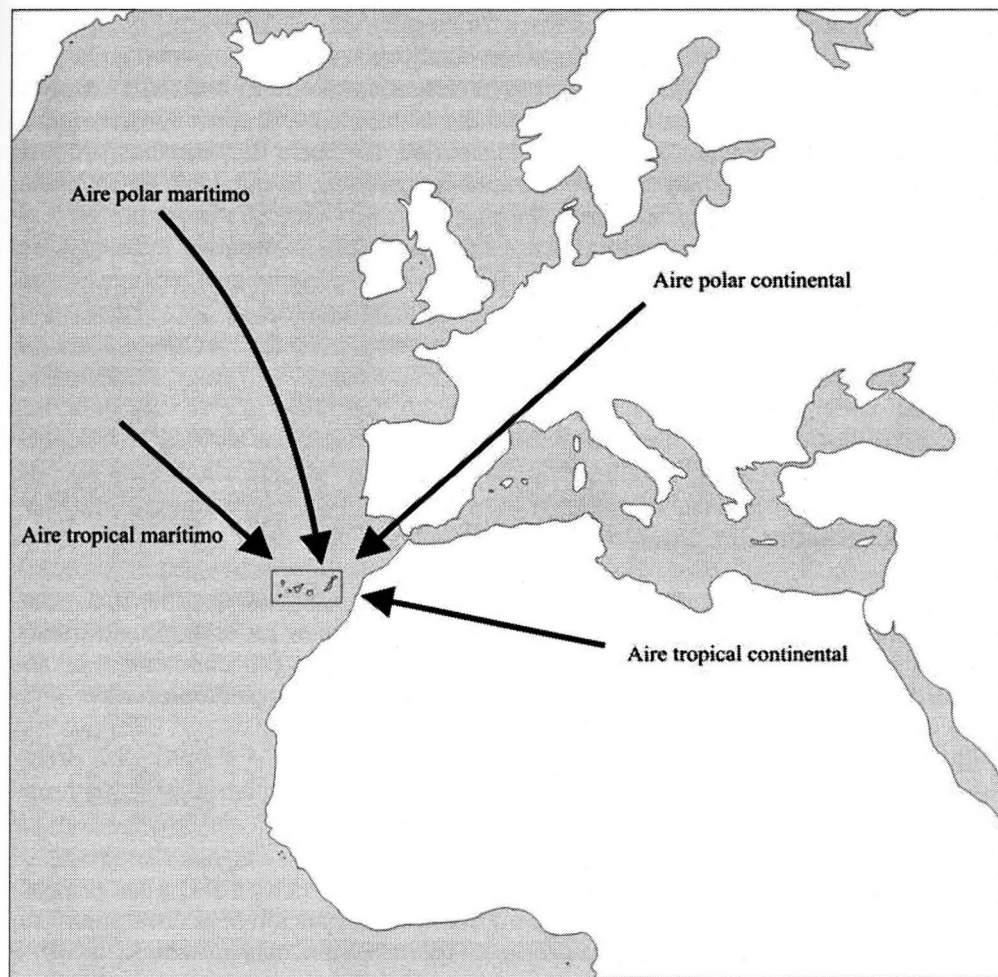 Aire polar marítimo
Aire polar continental
Aire tropical marítimo
Aire tropical continental